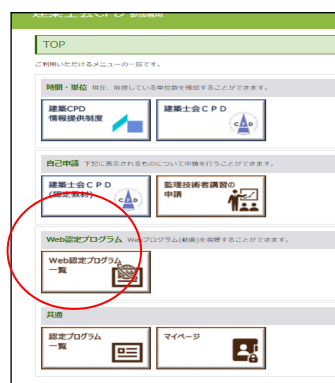 建築士会CPD 参加者用
TOP
ご利用いただけるメニューの一覧です。
時間・単位 現在、取得している単位数を確認することができます。
建築CPD
情報提供制度
建築士会ＣＰＤ
CPD
自己申請 下記に表示されるものについて申請を行うことができます。
建築士会ＣＰＤ
(認定教材)
CPD
監理技術者講習の
申請
Web認定プログラム Webプログラム(動画)を視聴することができます。
Web認定プログラム
一覧
共通
認定プログラム
一覧
マイページ